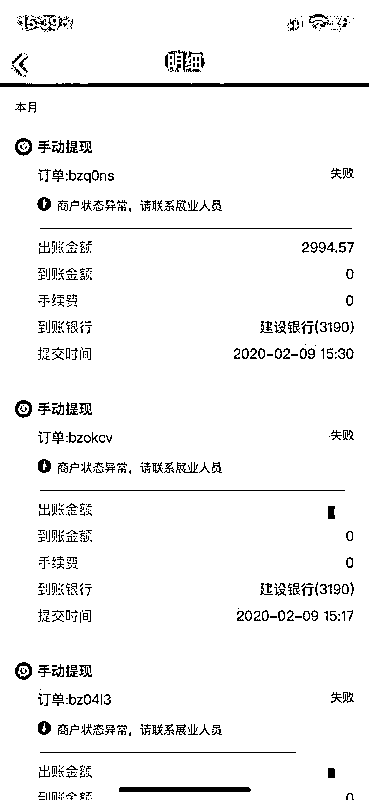 明细
本月
手动提现
订单:bzq0ns 失败
商户状态异常，请联系展业人员
出账金额 2994.57
到账金额 0
手续费 0
到账银行 建设银行(3190)
提交时间 2020-02-09 15:30
手动提现
订单:bzokcv 失败
商户状态异常，请联系展业人员
出账金额
到账金额 0
手续费 0
到账银行 建设银行(3190)
提交时间 2020-02-09 15:17
手动提现
订单:bz04l3 失败
商户状态异常，请联系展业人员
出账金额
到账金额 0